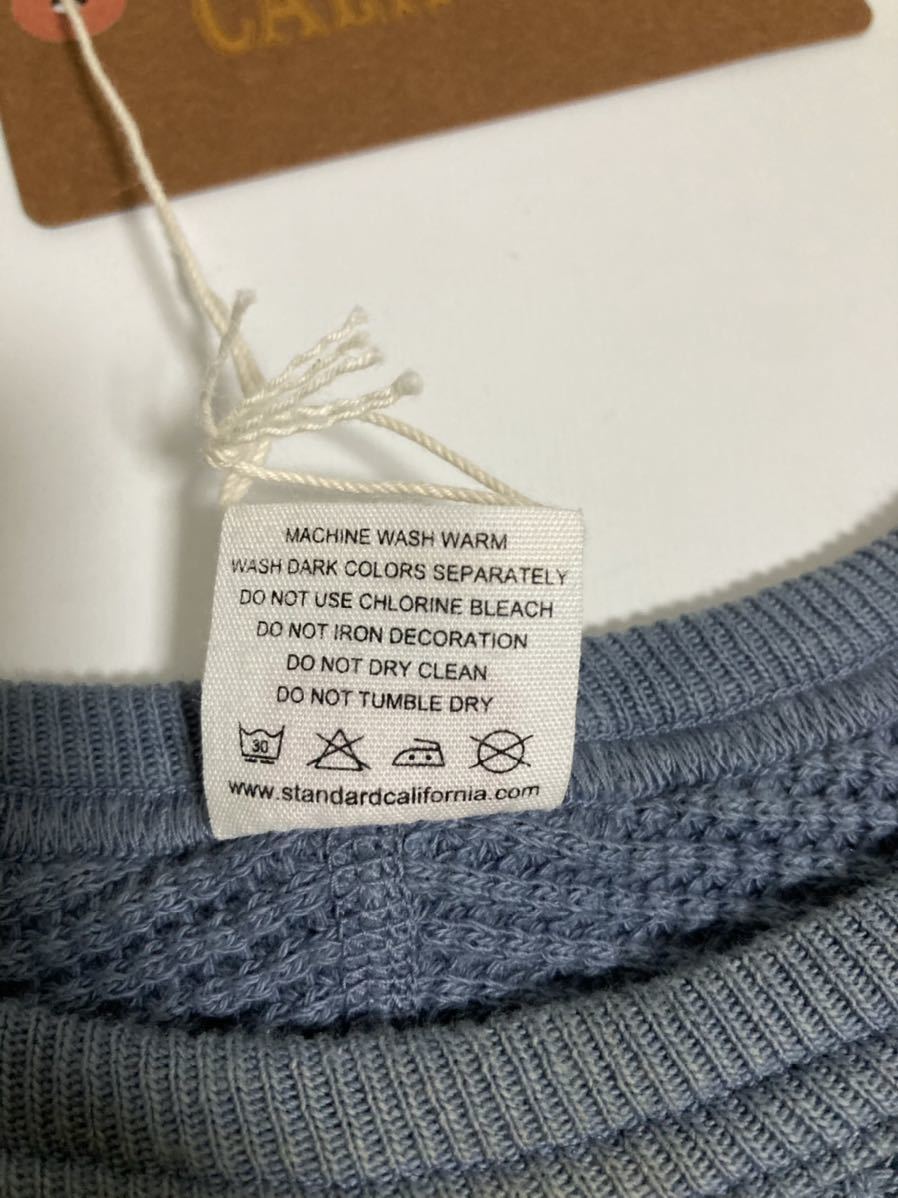 MACHINE WASH WARM
WASH DARK COLORS SEPARATELY
DO NOT USE CHLORINE BLEACH
DO NOT IRON DECORATION
DO NOT DRY CLEAN
DO NOT TUMBLE DRY
30
www.standardcalifornia.com